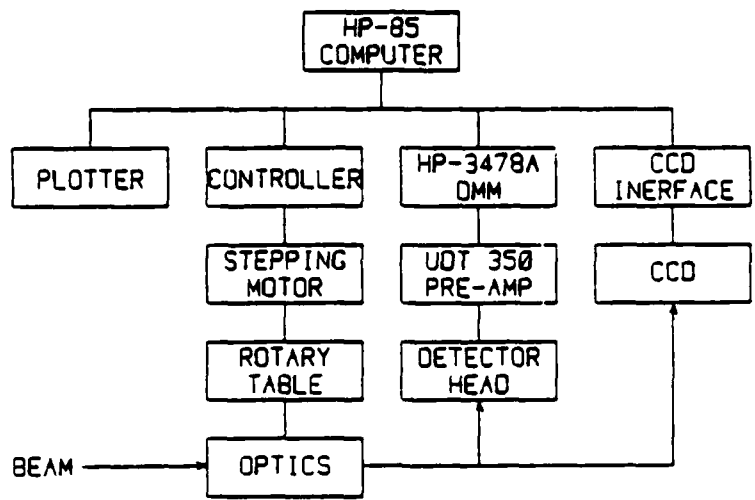 HP-85
COMPUTER
PLOTTER
CONTROLLER
HP-3478A
DMM
CCD
INERFACE
STEPPING
MOTOR
UDT 350
PRE-AMP
CCD
ROTARY
TABLE
DETECTOR
HEAD
BEAM
OPTICS